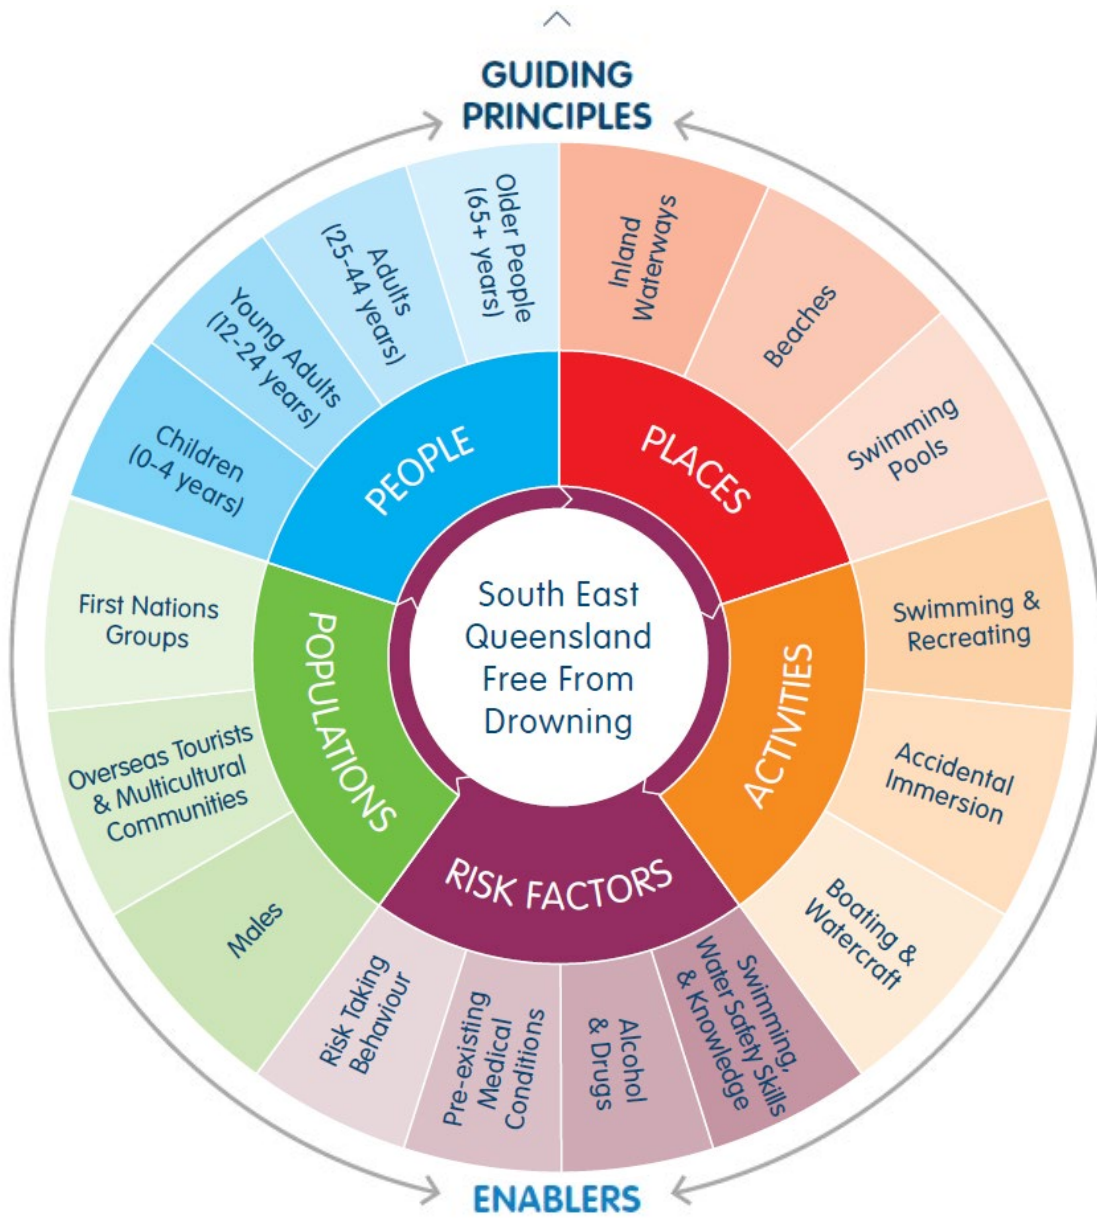 GUIDING
PRINCIPLES
Older People
(65+ years)
Adults
(25-44 years)
Young Adults
(12-24 years)
Children
(0-4 years)
PEOPLE
Inland
Waterways
Beaches
Swimming
Pools
PLACES
Swimming &
Recreating
Accidental
Immersion
Boating &
Watercraft
ACTIVITIES
Swimming,
Water Safety Skills
& Knowledge
Alcohol
& Drugs
Pre-existing
Medical
Conditions
Risk Taking
Behaviour
RISK FACTORS
Males
Overseas Tourists
& Multicultural
Communities
First Nations
Groups
POPULATIONS
South East
Queensland
Free From
Drowning
ENABLERS